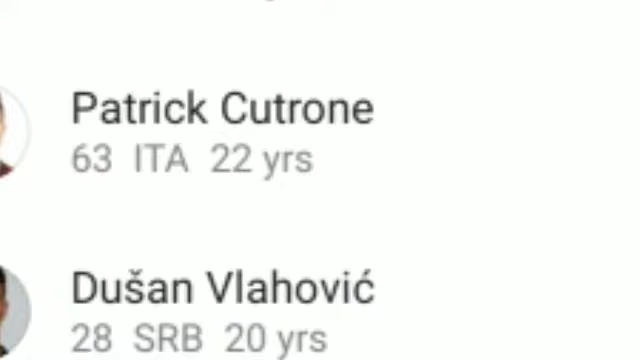 Patrick Cutrone
63 ITA 22 yrs
Dušan Vlahović
28 SRB 20 yrs